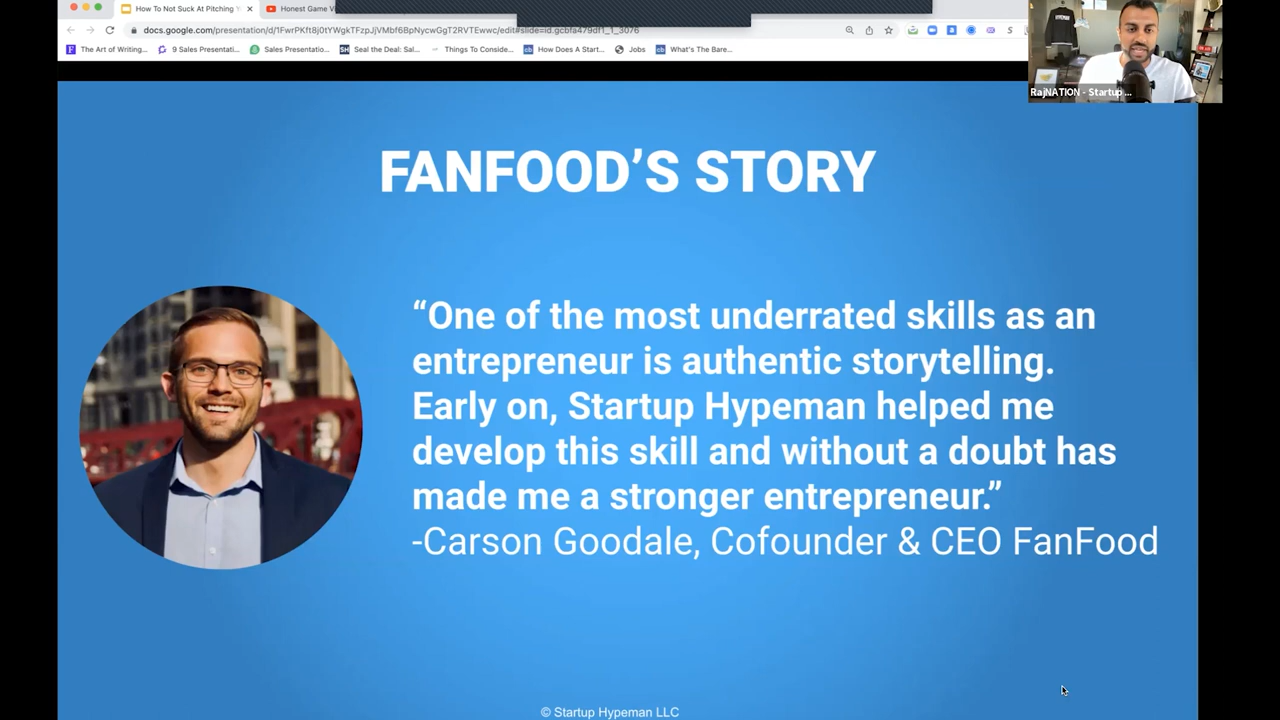 How To Not Suck At Pitching
Honest Game V
docs.google.com/presentation/d/1FwrPKft8j0tYWgkTFzpJjVMbf6BpNycwGgT2RVTEwwc/edit#slide=id.gcbfa479df1_1_3076
The Art of Writing...
9 Sales Presentati...
Sales Presentatio...
Seal the Deal: Sal...
Things To Conside...
How Does A Start...
Jobs
What's The Bare...
HYPEMAN
RajNATION - Startup ...
FANFOOD’S STORY
“One of the most underrated skills as an
entrepreneur is authentic storytelling.
Early on, Startup Hypeman helped me
develop this skill and without a doubt has
made me a stronger entrepreneur.”
-Carson Goodale, Cofounder & CEO FanFood
© Startup Hypeman LLC